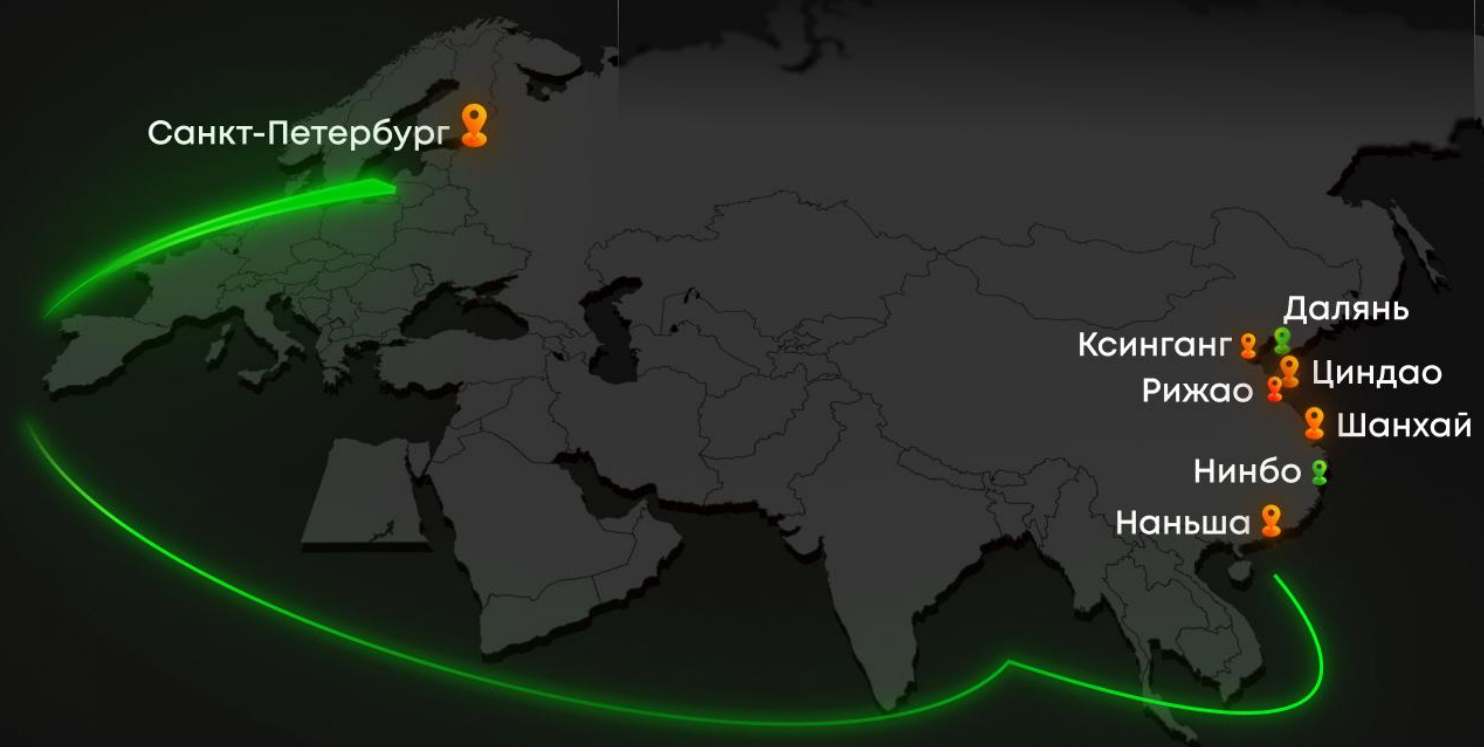 Санкт-Петербург
Далянь
Ксинганг
Циндао
Рижао
Шанхай
Нинбо
Наньша